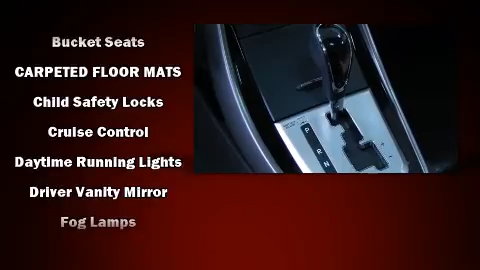 Bucket Seats
CARPETED FLOOR MATS
Child Safety Locks
Cruise Control
Daytime Running Lights
Driver Vanity Mirror
Fog Lamps
P
R
N
+
-